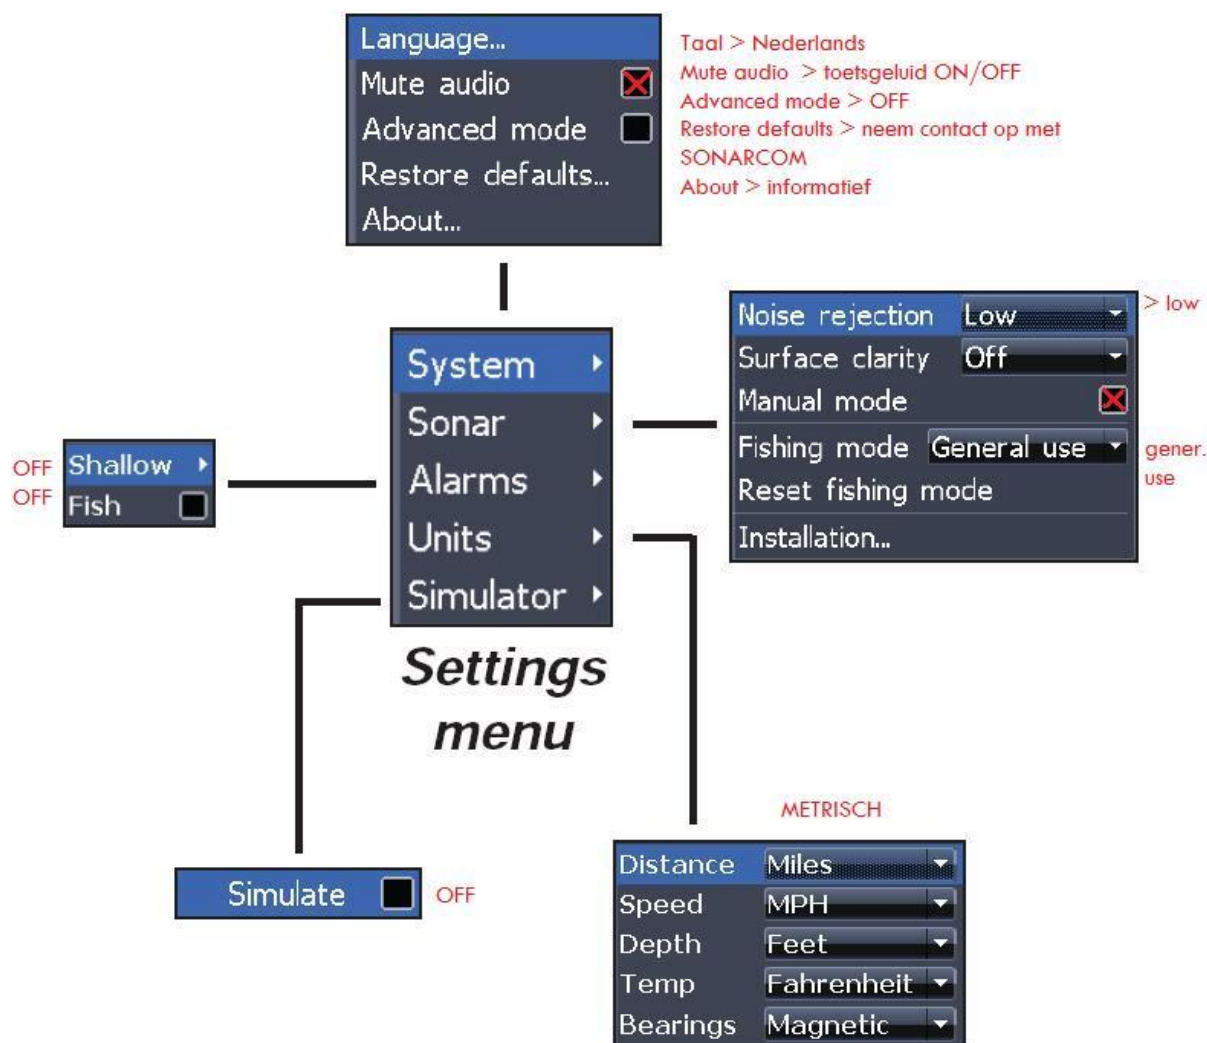 Language...
Mute audio
Advanced mode
Restore defaults...
About...
Taal > Nederlands
Mute audio > toetsgeluid ON/OFF
Advanced mode > OFF
Restore defaults > neem contact op met
SONARCOM
About > informatief
System
Sonar
Alarms
Units
Simulator
Settings
menu
Noise rejection Low
Surface clarity Off
Manual mode
Fishing mode General use
Reset fishing mode
Installation...
> low
gener.
use
OFF Shallow
OFF Fish
Simulate OFF
METRISCH
Distance Miles
Speed MPH
Depth Feet
Temp Fahrenheit
Bearings Magnetic